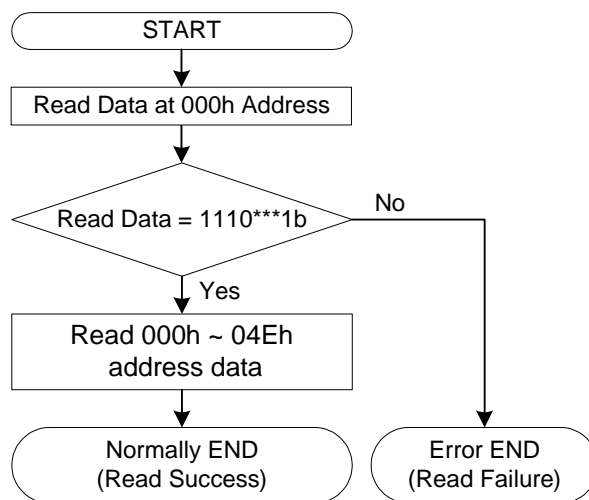 START
Read Data at 000h Address
Read Data = 1110***1b
No
Yes
Read 000h ~ 04Eh
address data
Normally END
(Read Success)
Error END
(Read Failure)